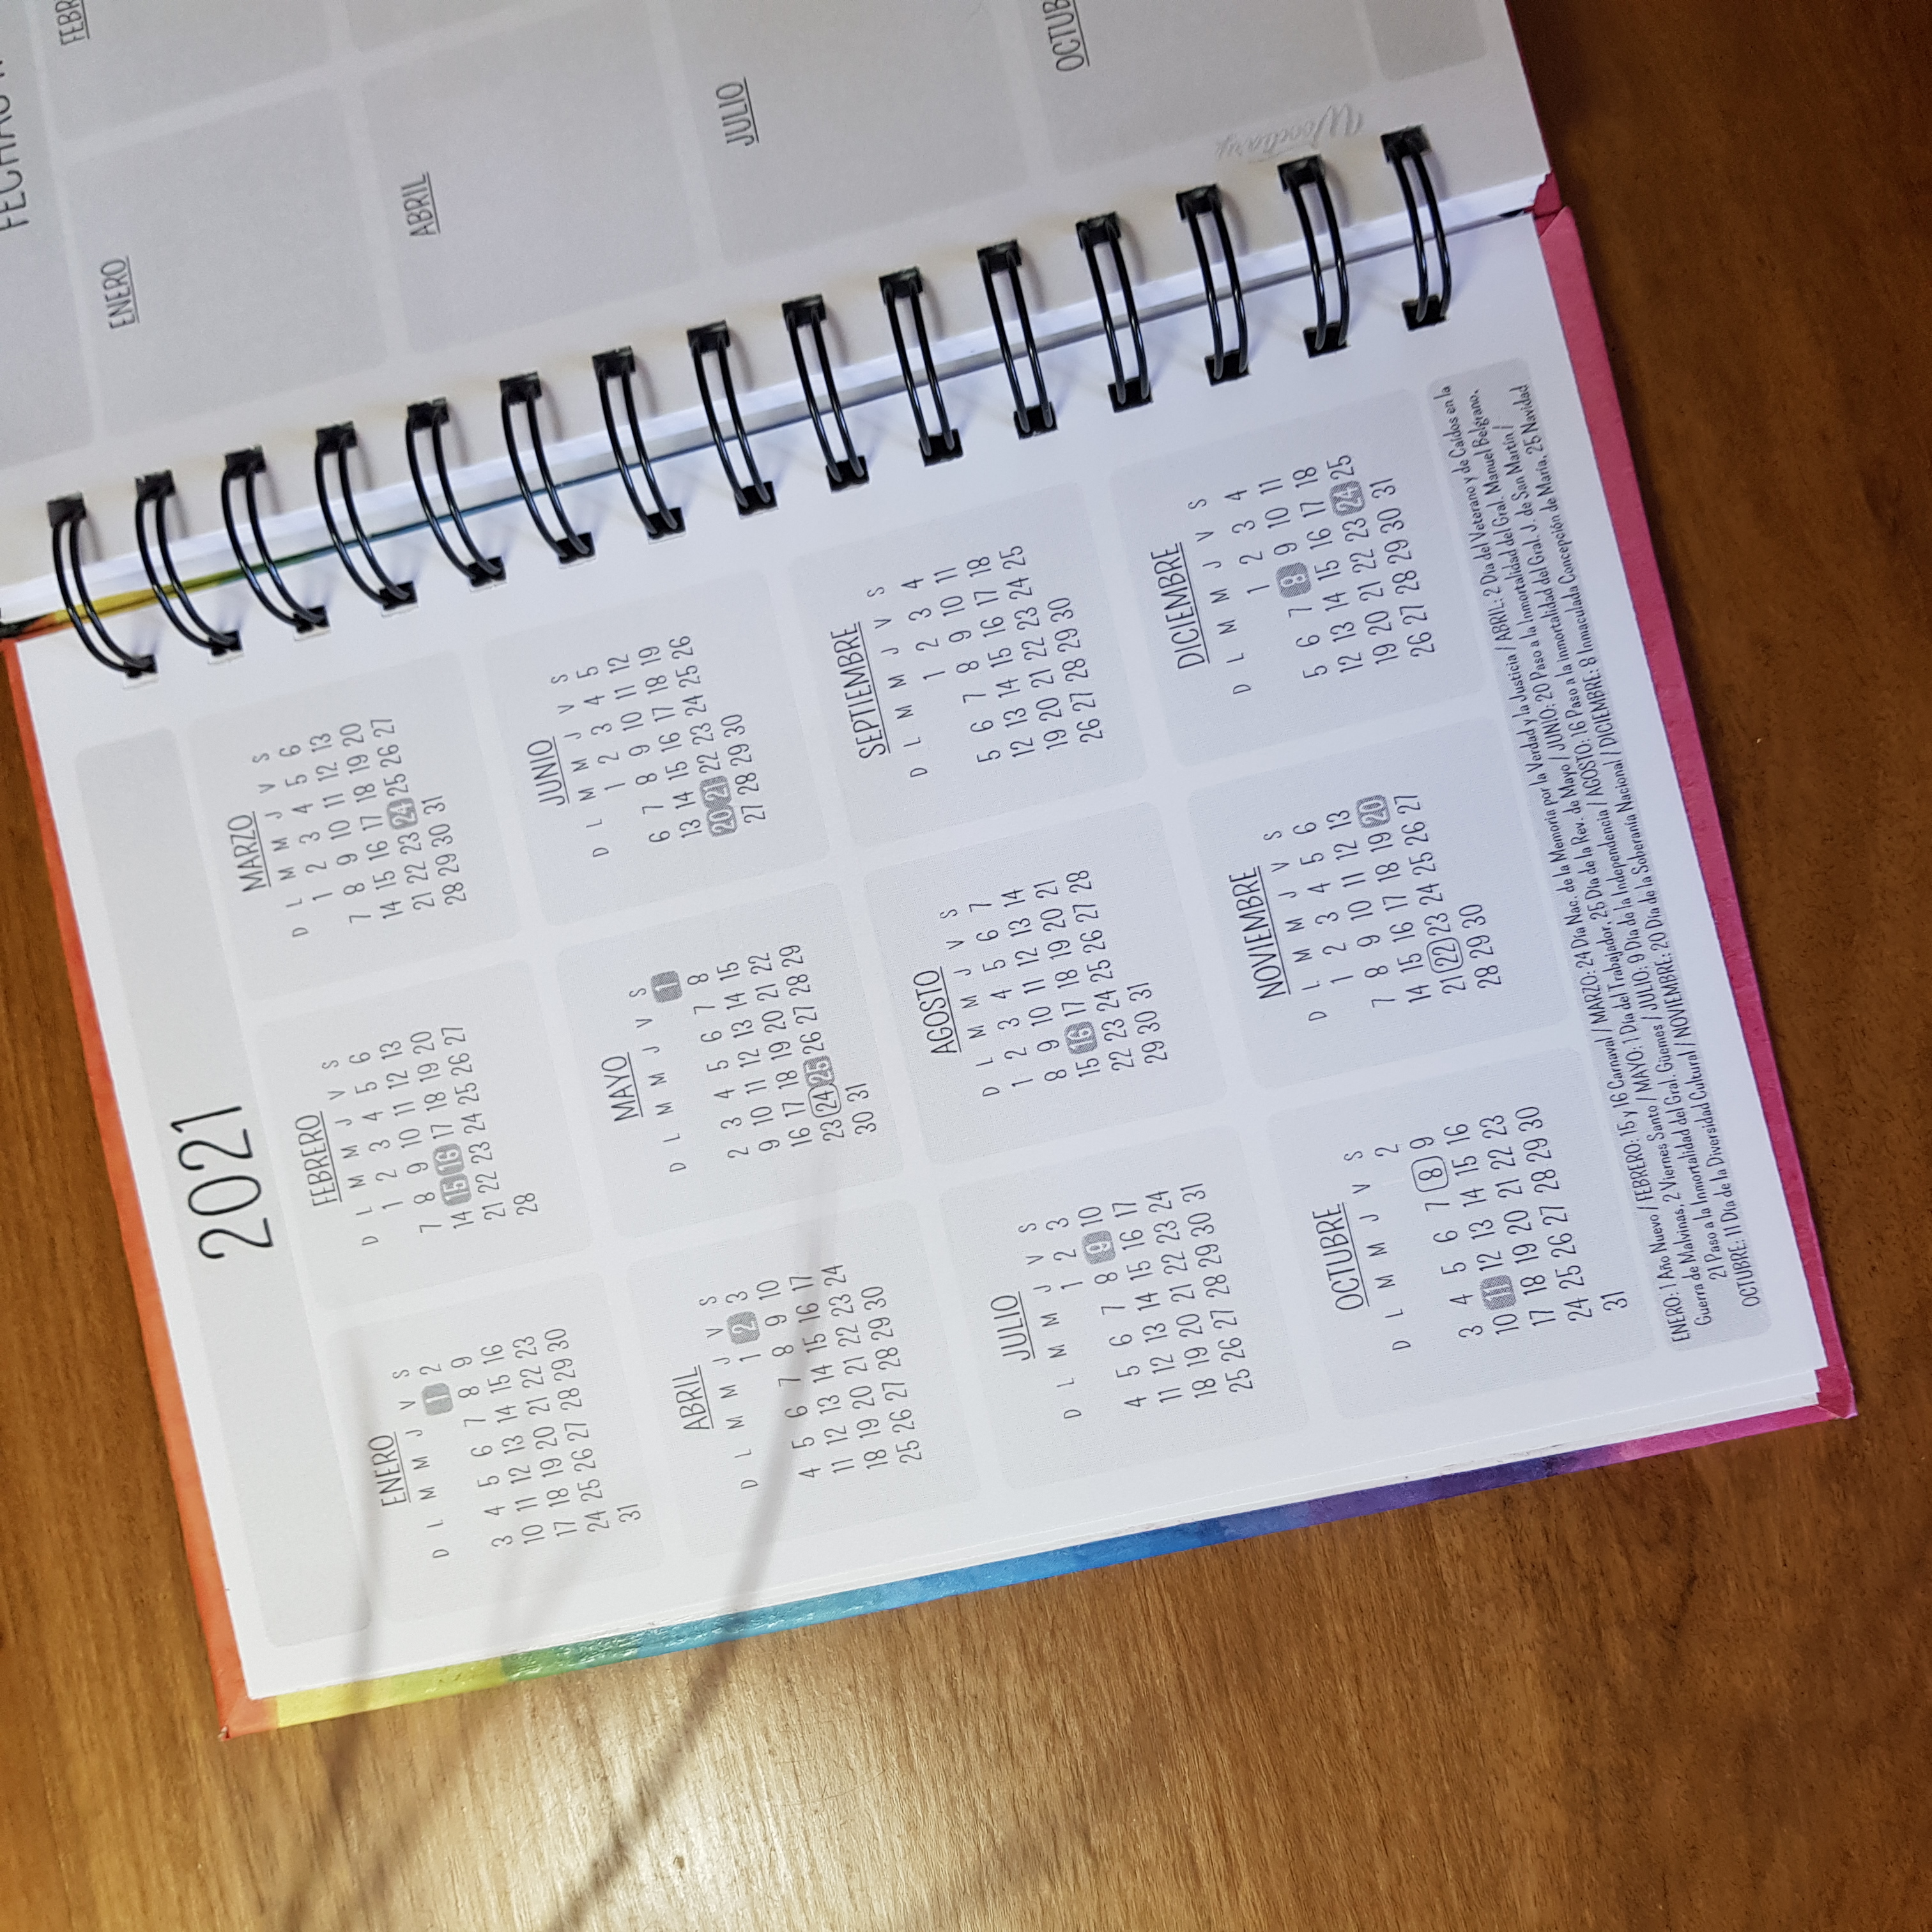 2021
ENERO
D L M M J V S
1 2
3 4 5 6 7 8 9
10 11 12 13 14 15 16
17 18 19 20 21 22 23
24 25 26 27 28 29 30
31
FEBRERO
D L M M J V S
1 2 3 4 5 6
7 8 9 10 11 12 13
14 15 16 17 18 19 20
21 22 23 24 25 26 27
28
MARZO
D L M M J V S
1 2 3 4 5 6
7 8 9 10 11 12 13
14 15 16 17 18 19 20
21 22 23 24 25 26 27
28 29 30 31
ABRIL
D L M M J V S
1 2 3
4 5 6 7 8 9 10
11 12 13 14 15 16 17
18 19 20 21 22 23 24
25 26 27 28 29 30
MAYO
D L M M J V S
1
2 3 4 5 6 7 8
9 10 11 12 13 14 15
16 17 18 19 20 21 22
23 24 25 26 27 28 29
30 31
JUNIO
D L M M J V S
1 2 3 4 5
6 7 8 9 10 11 12
13 14 15 16 17 18 19
20 21 22 23 24 25 26
27 28 29 30
JULIO
D L M M J V S
1 2 3
4 5 6 7 8 9 10
11 12 13 14 15 16 17
18 19 20 21 22 23 24
25 26 27 28 29 30 31
AGOSTO
D L M M J V S
1 2 3 4 5 6 7
8 9 10 11 12 13 14
15 16 17 18 19 20 21
22 23 24 25 26 27 28
29 30 31
SEPTIEMBRE
D L M M J V S
1 2 3 4
5 6 7 8 9 10 11
12 13 14 15 16 17 18
19 20 21 22 23 24 25
26 27 28 29 30
OCTUBRE
D L M M J V S
2
3 4 5 6 7 8 9
10 11 12 13 14 15 16
17 18 19 20 21 22 23
24 25 26 27 28 29 30
31
NOVIEMBRE
D L M M J V S
1 2 3 4 5 6
7 8 9 10 11 12 13
14 15 16 17 18 19 20
21 22 23 24 25 26 27
28 29 30
DICIEMBRE
D L M M J V S
1 2 3 4
5 6 7 8 9 10 11
12 13 14 15 16 17 18
19 20 21 22 23 24 25
26 27 28 29 30 31
ENERO: 1 Año Nuevo / FEBRERO: 15 y 16 Carnaval / MARZO: 24 Día Nac. de la Memoria por la Verdad y la Justicia / ABRIL: 2 Día del Veterano y de Caídos en la
Guerra de Malvinas, 2 Viernes Santo / MAYO: 1 Día del Trabajador, 25 Día de la Rev. de Mayo / JUNIO: 20 Paso a la Inmortalidad del Gral. Manuel Belgrano,
21 Paso a la Inmortalidad del Gral. Güemes / JULIO: 9 Día de la Independencia / AGOSTO: 16 Paso a la inmortalidad del Gral. J. de San Martín /
OCTUBRE: 11 Día de la Diversidad Cultural / NOVIEMBRE: 20 Día de la Soberanía Nacional / DICIEMBRE: 8 Inmaculada Concepción de María, 25 Navidad
FECHAS
ENERO
FEBR
ABRIL
JULIO
OCTUB